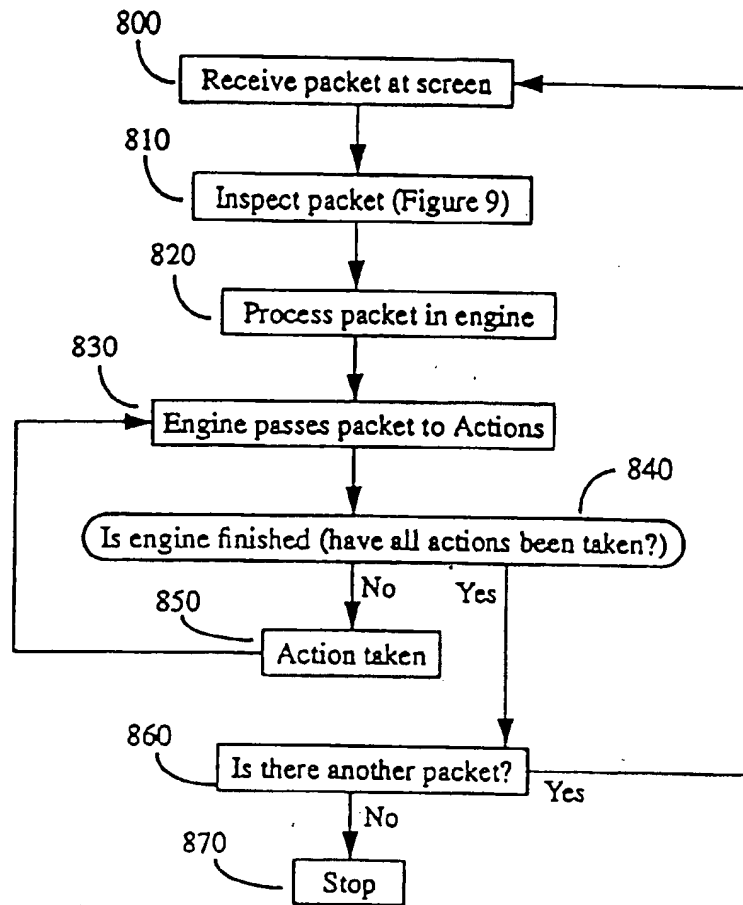 800
Receive packet at screen
810
Inspect packet (Figure 9)
820
Process packet in engine
830
Engine passes packet to Actions
840
Is engine finished (have all actions been taken?)
No
Yes
850
Action taken
860
Is there another packet?
Yes
No
870
Stop